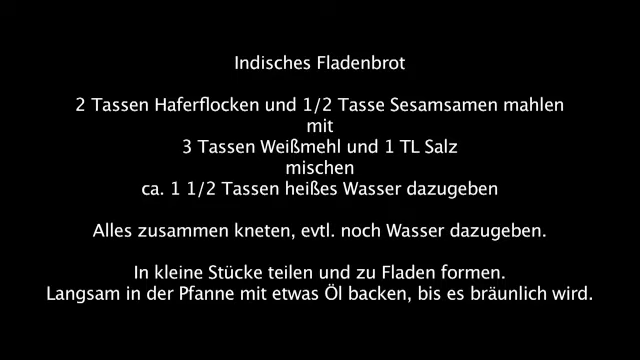 Indisches Fladenbrot
2 Tassen Haferflocken und 1/2 Tasse Sesamsamen mahlen
mit
3 Tassen Weißmehl und 1 TL Salz
mischen
ca. 1 1/2 Tassen heißes Wasser dazugeben
Alles zusammen kneten, evtl. noch Wasser dazugeben.
In kleine Stücke teilen und zu Fladen formen.
Langsam in der Pfanne mit etwas Öl backen, bis es bräunlich wird.